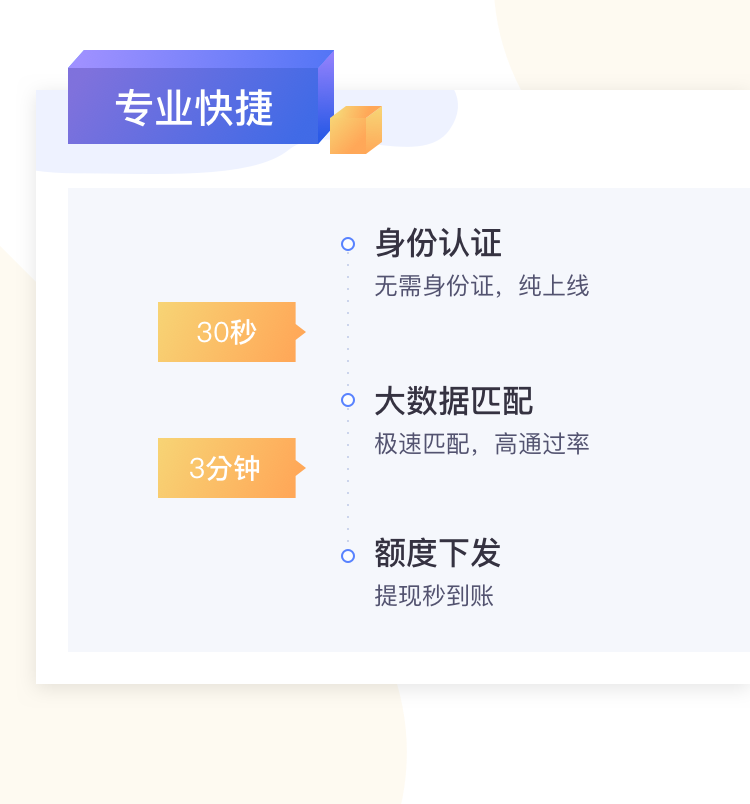 专业快捷
身份认证
无需身份证，纯上线
30秒
大数据匹配
极速匹配，高通过率
3分钟
额度下发
提现秒到账